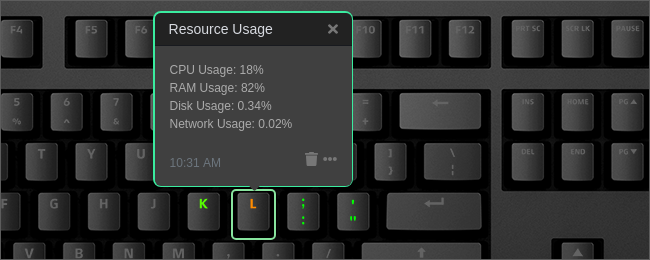 F4 F5 F6 F10 F11 F12 PRT SC SCR LK PAUSE
Resource Usage
CPU Usage: 18%
RAM Usage: 82%
Disk Usage: 0.34%
Network Usage: 0.02%
10:31 AM
5 % 6 ^ 7 & = + ← INS HOME PG ▲
T Y U ] } \ ¦ DEL END PG ▼
F G H J K L ; : ' "
V B N M , . /